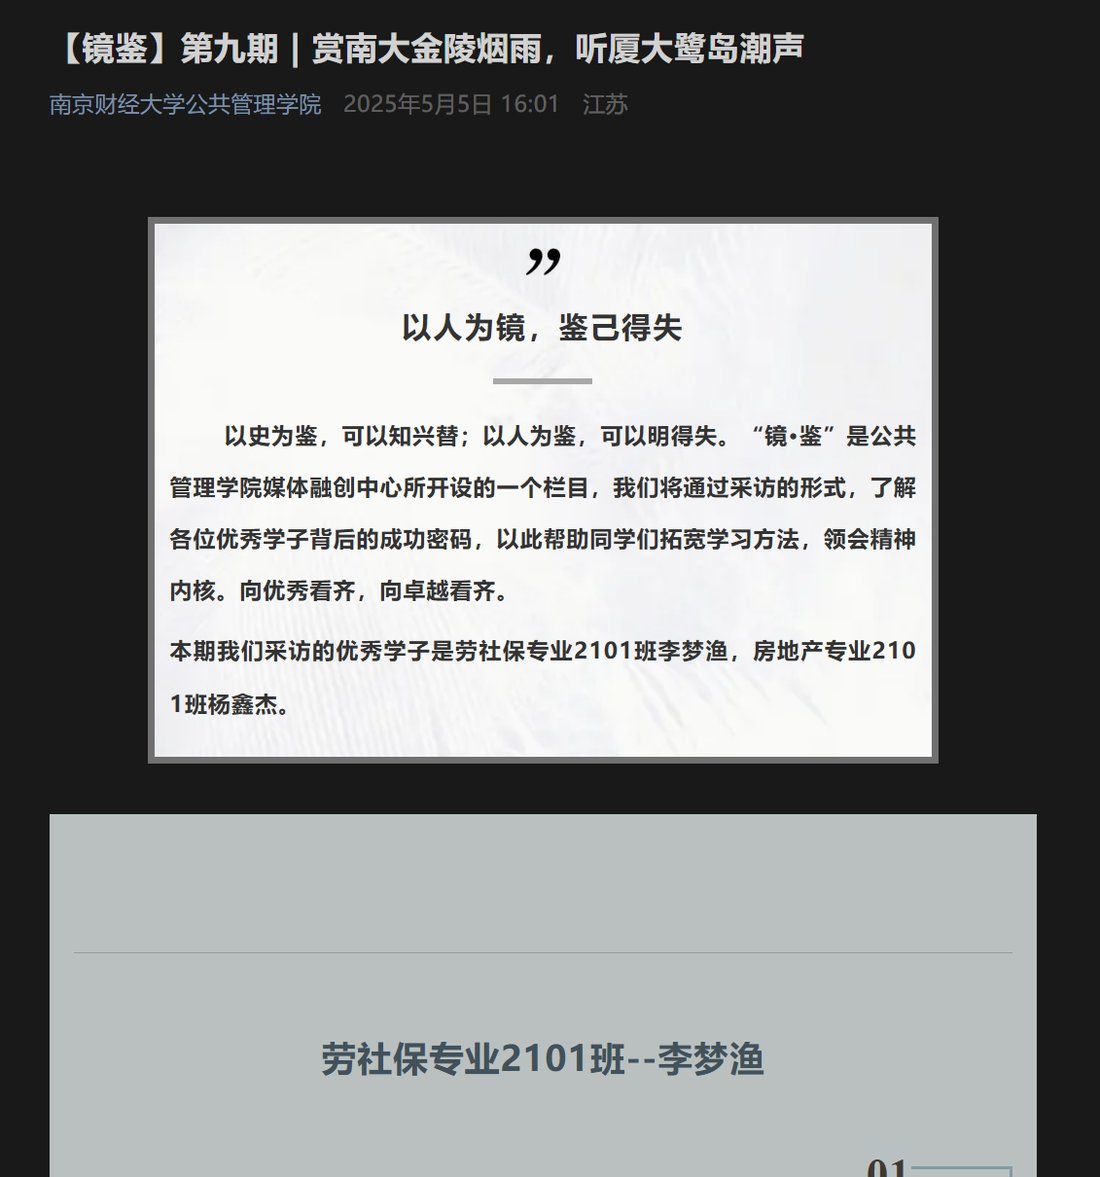 【镜鉴】第九期 | 赏南大金陵烟雨，听厦大鹭岛潮声
南京财经大学公共管理学院 2025年5月5日 16:01 江苏
”
以人为镜，鉴己得失
以史为鉴，可以知兴替；以人为鉴，可以明得失。“镜·鉴”是公共
管理学院媒体融创中心所开设的一个栏目，我们将通过采访的形式，了解
各位优秀学子背后的成功密码，以此帮助同学们拓宽学习方法，领会精神
内核。向优秀看齐，向卓越看齐。
本期我们采访的优秀学子是劳社保专业2101班李梦渔，房地产专业210
1班杨鑫杰。
劳社保专业2101班--李梦渔
01